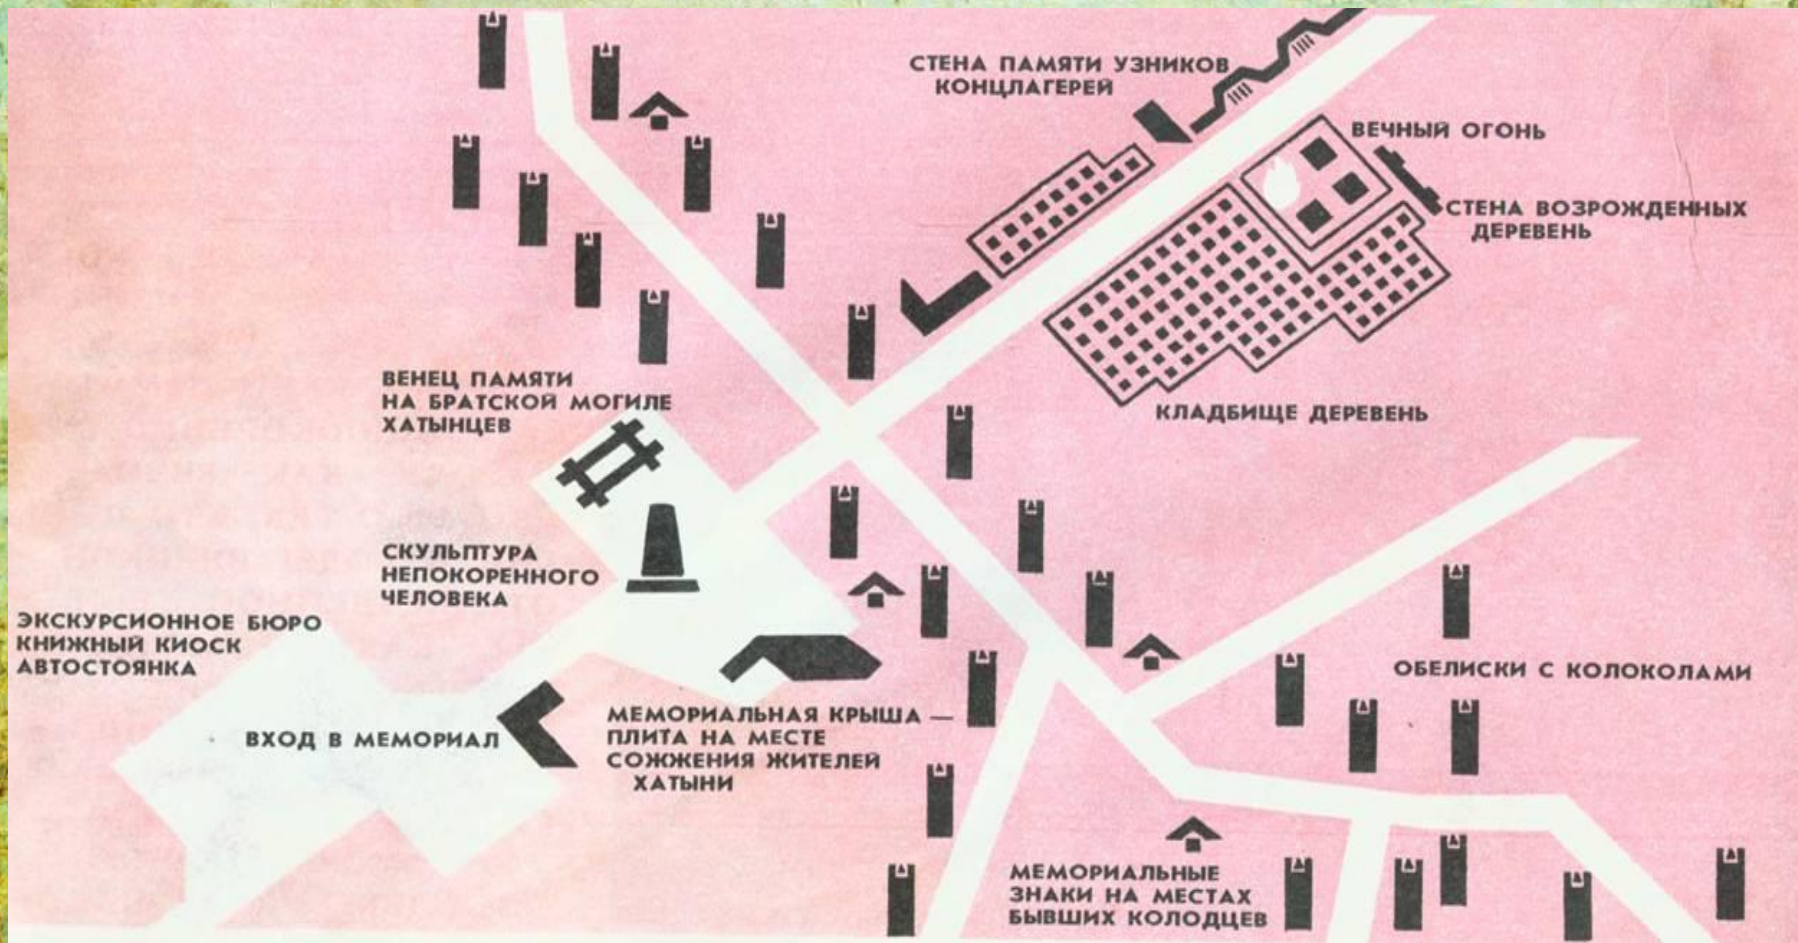 СТЕНА ПАМЯТИ УЗНИКОВ
КОНЦЛАГЕРЕЙ
ВЕЧНЫЙ ОГОНЬ
СТЕНА ВОЗРОЖДЕННЫХ
ДЕРЕВЕНЬ
ВЕНЕЦ ПАМЯТИ
НА БРАТСКОЙ МОГИЛЕ
ХАТЫНЦЕВ
КЛАДБИЩЕ ДЕРЕВЕНЬ
СКУЛЬПТУРА
НЕПОКОРЕННОГО
ЧЕЛОВЕКА
ЭКСКУРСИОННОЕ БЮРО
КНИЖНЫЙ КИОСК
АВТОСТОЯНКА
ОБЕЛИСКИ С КОЛОКОЛАМИ
ВХОД В МЕМОРИАЛ
МЕМОРИАЛЬНАЯ КРЫША —
ПЛИТА НА МЕСТЕ
СОЖЖЕНИЯ ЖИТЕЛЕЙ
ХАТЫНИ
МЕМОРИАЛЬНЫЕ
ЗНАКИ НА МЕСТАХ
БЫВШИХ КОЛОДЦЕВ